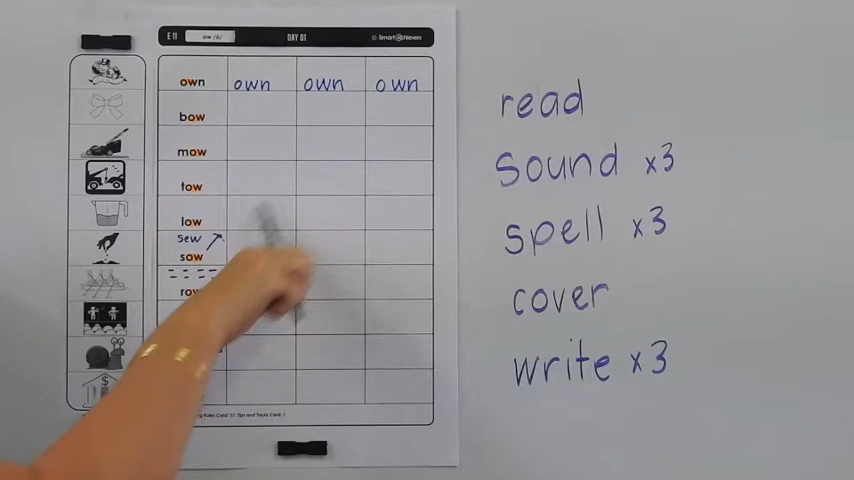 E 11 ow /ō/ DAY 01 © SmartAchievers
own own own own
bow
mow
tow
low
sew
sow
row
read
sound x3
spell x3
cover
write x3